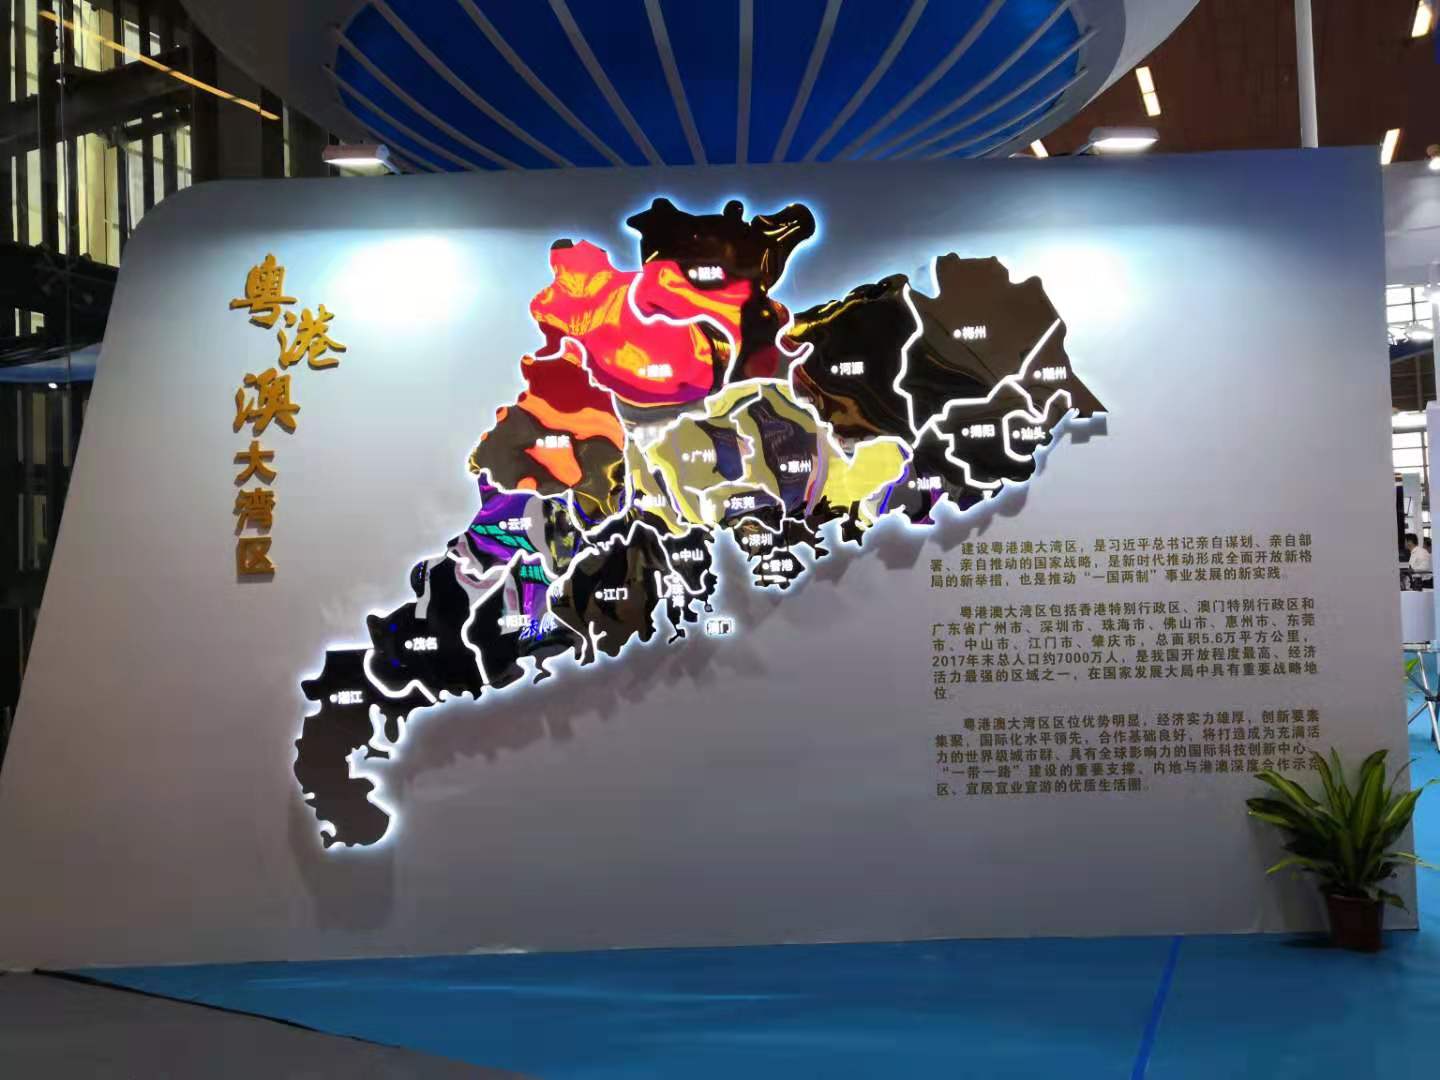 粤港澳大湾区
韶关
清远
河源
梅州
潮州
揭阳
汕头
肇庆
广州
惠州
汕尾
佛山
东莞
云浮
深圳
中山
香港
江门
珠海
澳门
阳江
茂名
湛江
建设粤港澳大湾区，是习近平总书记亲自谋划、亲自部
署、亲自推动的国家战略，是新时代推动形成全面开放新格
局的新举措，也是推动“一国两制”事业发展的新实践。
粤港澳大湾区包括香港特别行政区、澳门特别行政区和
广东省广州市、深圳市、珠海市、佛山市、惠州市、东莞
市、中山市、江门市、肇庆市，总面积5.6万平方公里，
2017年末总人口约7000万人，是我国开放程度最高、经济
活力最强的区域之一，在国家发展大局中具有重要战略地
位。
粤港澳大湾区区位优势明显，经济实力雄厚，创新要素
集聚，国际化水平领先，合作基础良好，将打造成为充满活
力的世界级城市群、具有全球影响力的国际科技创新中心、
“一带一路”建设的重要支撑、内地与港澳深度合作示范
区、宜居宜业宜游的优质生活圈。